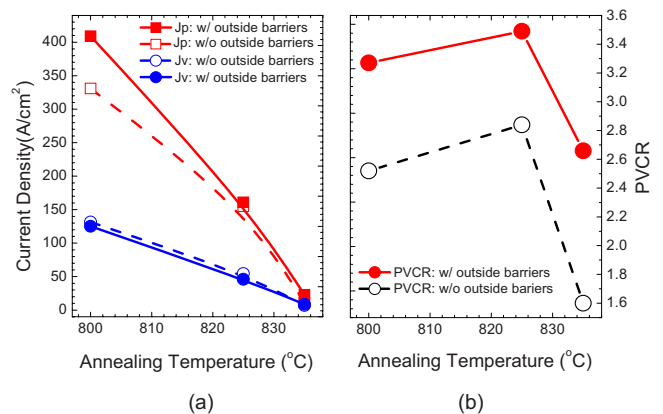 Jp: w/ outside barriers
Jp: w/o outside barriers
Jv: w/o outside barriers
Jv: w/ outside barriers
Current Density(A/cm²)
400
350
300
250
200
150
100
50
0
800 810 820 830
Annealing Temperature (°C)
(a)
PVCR: w/ outside barriers
PVCR: w/o outside barriers
3.6
3.4
3.2
3.0
2.8
2.6
2.4
2.2
2.0
1.8
1.6
PVCR
800 810 820 830
Annealing Temperature (°C)
(b)